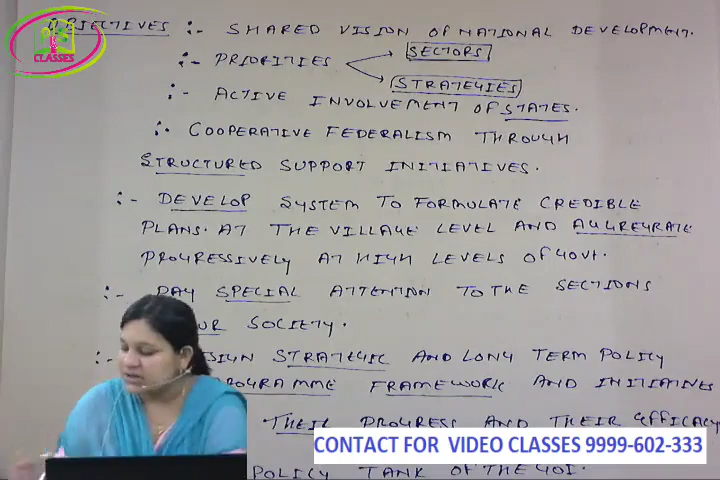 OBJECTIVES :- SHARED VISION OF NATIONAL DEVELOPMENT.
CLASSES
:- PRIORITIES SECTORS
STRATEGIES
:- ACTIVE INVOLVEMENT OF STATES.
:- COOPERATIVE FEDERALISM THROUGH
STRUCTURED SUPPORT INITIATIVES.
:- DEVELOP SYSTEM TO FORMULATE CREDIBLE
PLANS. AT THE VILLAGE LEVEL AND AGGREGRATE
PROGRESSIVELY AT HIGH LEVELS OF GOVT.
:- PAY SPECIAL ATTENTION TO THE SECTIONS
SOCIETY.
:- STRATEGIC AND LONG TERM POLICY
FRAMEWORK AND INITIATIVES
THEIR PROGRESS AND THEIR EFFICACY
CONTACT FOR VIDEO CLASSES 9999-602-333
POLICY TANK OF THE GOI.